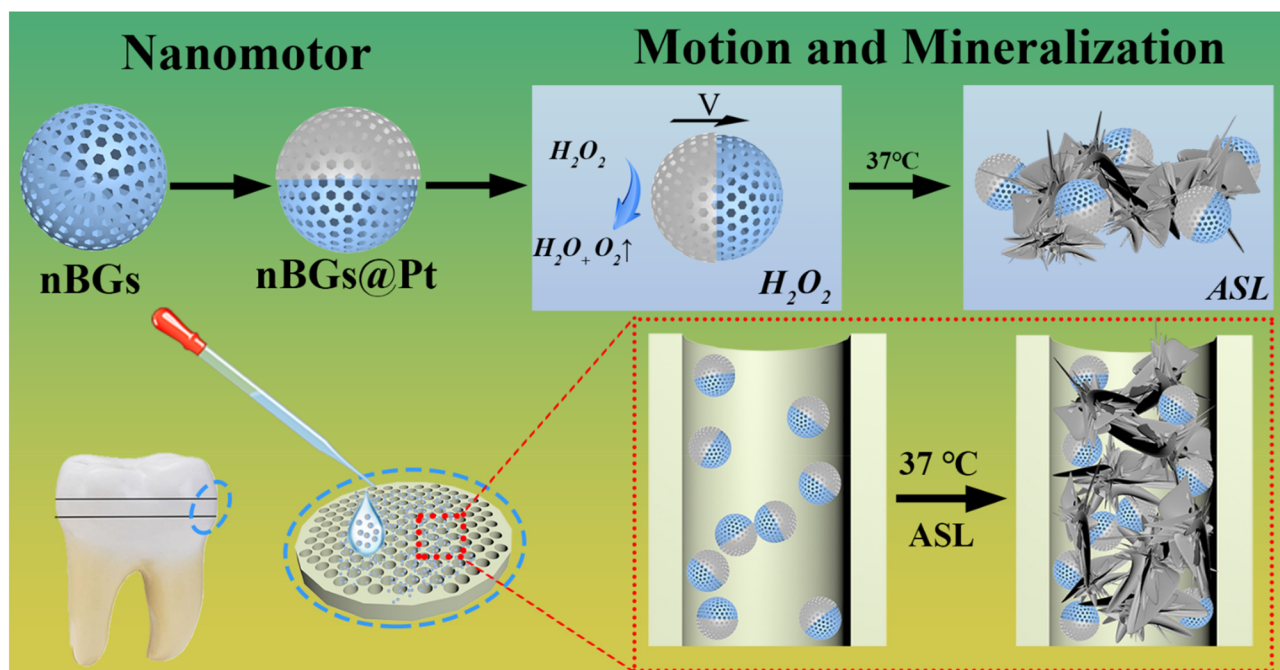 Nanomotor
Motion and Mineralization
nBGs
nBGs@Pt
V
H₂O₂
H₂O + O₂↑
H₂O₂
37℃
ASL
37 ℃
ASL